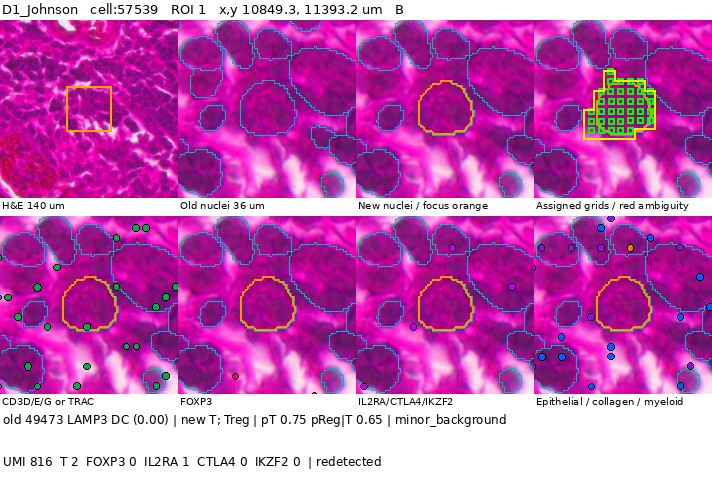 D1_Johnson   cell:57539   ROI 1   x,y 10849.3, 11393.2 um   B
H&E 140 um
Old nuclei 36 um
New nuclei / focus orange
Assigned grids / red ambiguity
CD3D/E/G or TRAC
FOXP3
IL2RA/CTLA4/IKZF2
Epithelial / collagen / myeloid
old 49473 LAMP3 DC (0.00) | new T; Treg | pT 0.75 pReg|T 0.65 | minor_background
UMI 816  T 2  FOXP3 0  IL2RA 1  CTLA4 0  IKZF2 0  | redetected